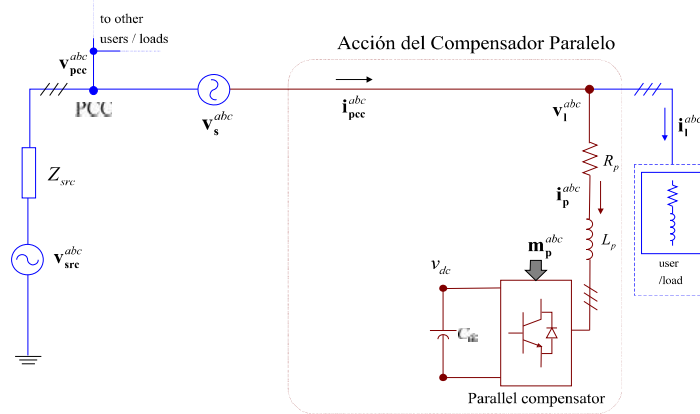 to other
users / loads
v_pcc^abc
PCC
v_s^abc
Acción del Compensador Paralelo
i_pcc^abc
v_l^abc
i_l^abc
Z_src
R_p
i_p^abc
L_p
v_src^abc
m_p^abc
v_dc
C_dc
user
/load
Parallel compensator